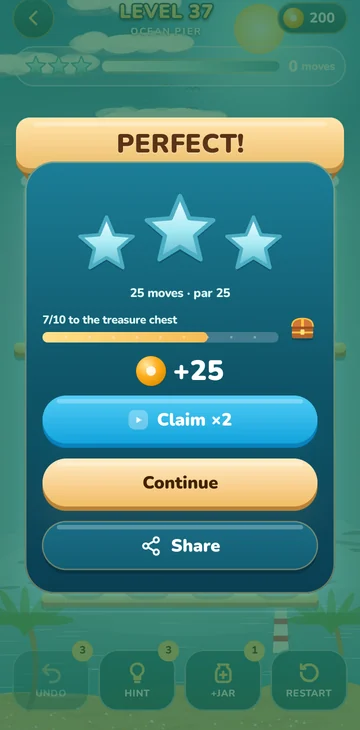 LEVEL 37
OCEAN PIER
200
0 moves
PERFECT!
25 moves · par 25
7/10 to the treasure chest
+25
Claim ×2
Continue
Share
3
3
1
UNDO
HINT
+JAR
RESTART